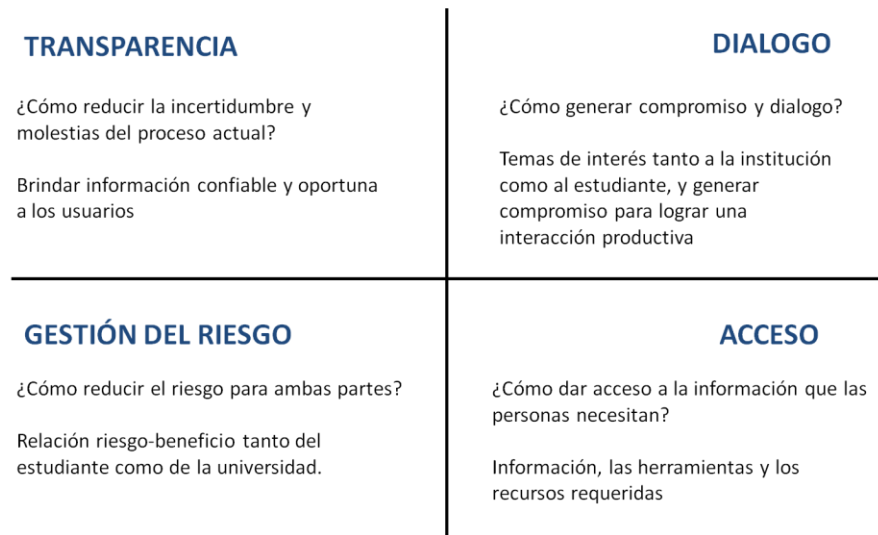 TRANSPARENCIA
¿Cómo reducir la incertidumbre y
molestias del proceso actual?
Brindar información confiable y oportuna
a los usuarios
DIALOGO
¿Cómo generar compromiso y dialogo?
Temas de interés tanto a la institución
como al estudiante, y generar
compromiso para lograr una
interacción productiva
GESTIÓN DEL RIESGO
¿Cómo reducir el riesgo para ambas partes?
Relación riesgo-beneficio tanto del
estudiante como de la universidad.
ACCESO
¿Cómo dar acceso a la información que las
personas necesitan?
Información, las herramientas y los
recursos requeridas